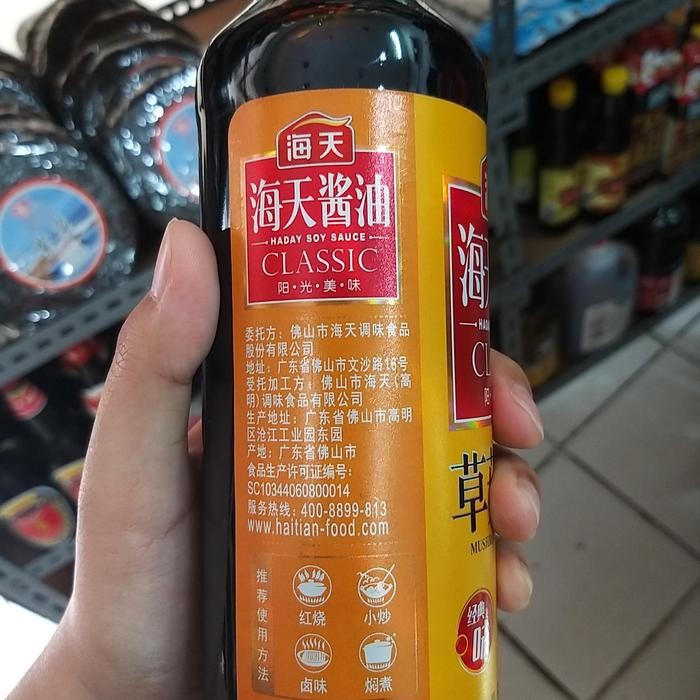 海天
海天酱油
HADAY SOY SAUCE
CLASSIC
阳·光·美·味
委托方：佛山市海天调味食品
股份有限公司
地址：广东省佛山市文沙路16号
受托加工方：佛山市海天（高
明）调味食品有限公司
生产地址：广东省佛山市高明
区沧江工业园东园
产地：广东省佛山市
食品生产许可证编号：
SC10344060800014
服务热线：400-8899-813
www.haitian-food.com
推荐使用方法
红烧
小炒
卤味
焖煮
海
草
经典
味